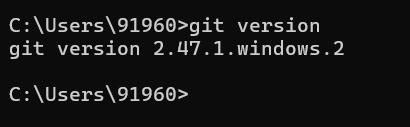 C:\Users\91960>git version
git version 2.47.1.windows.2
C:\Users\91960>